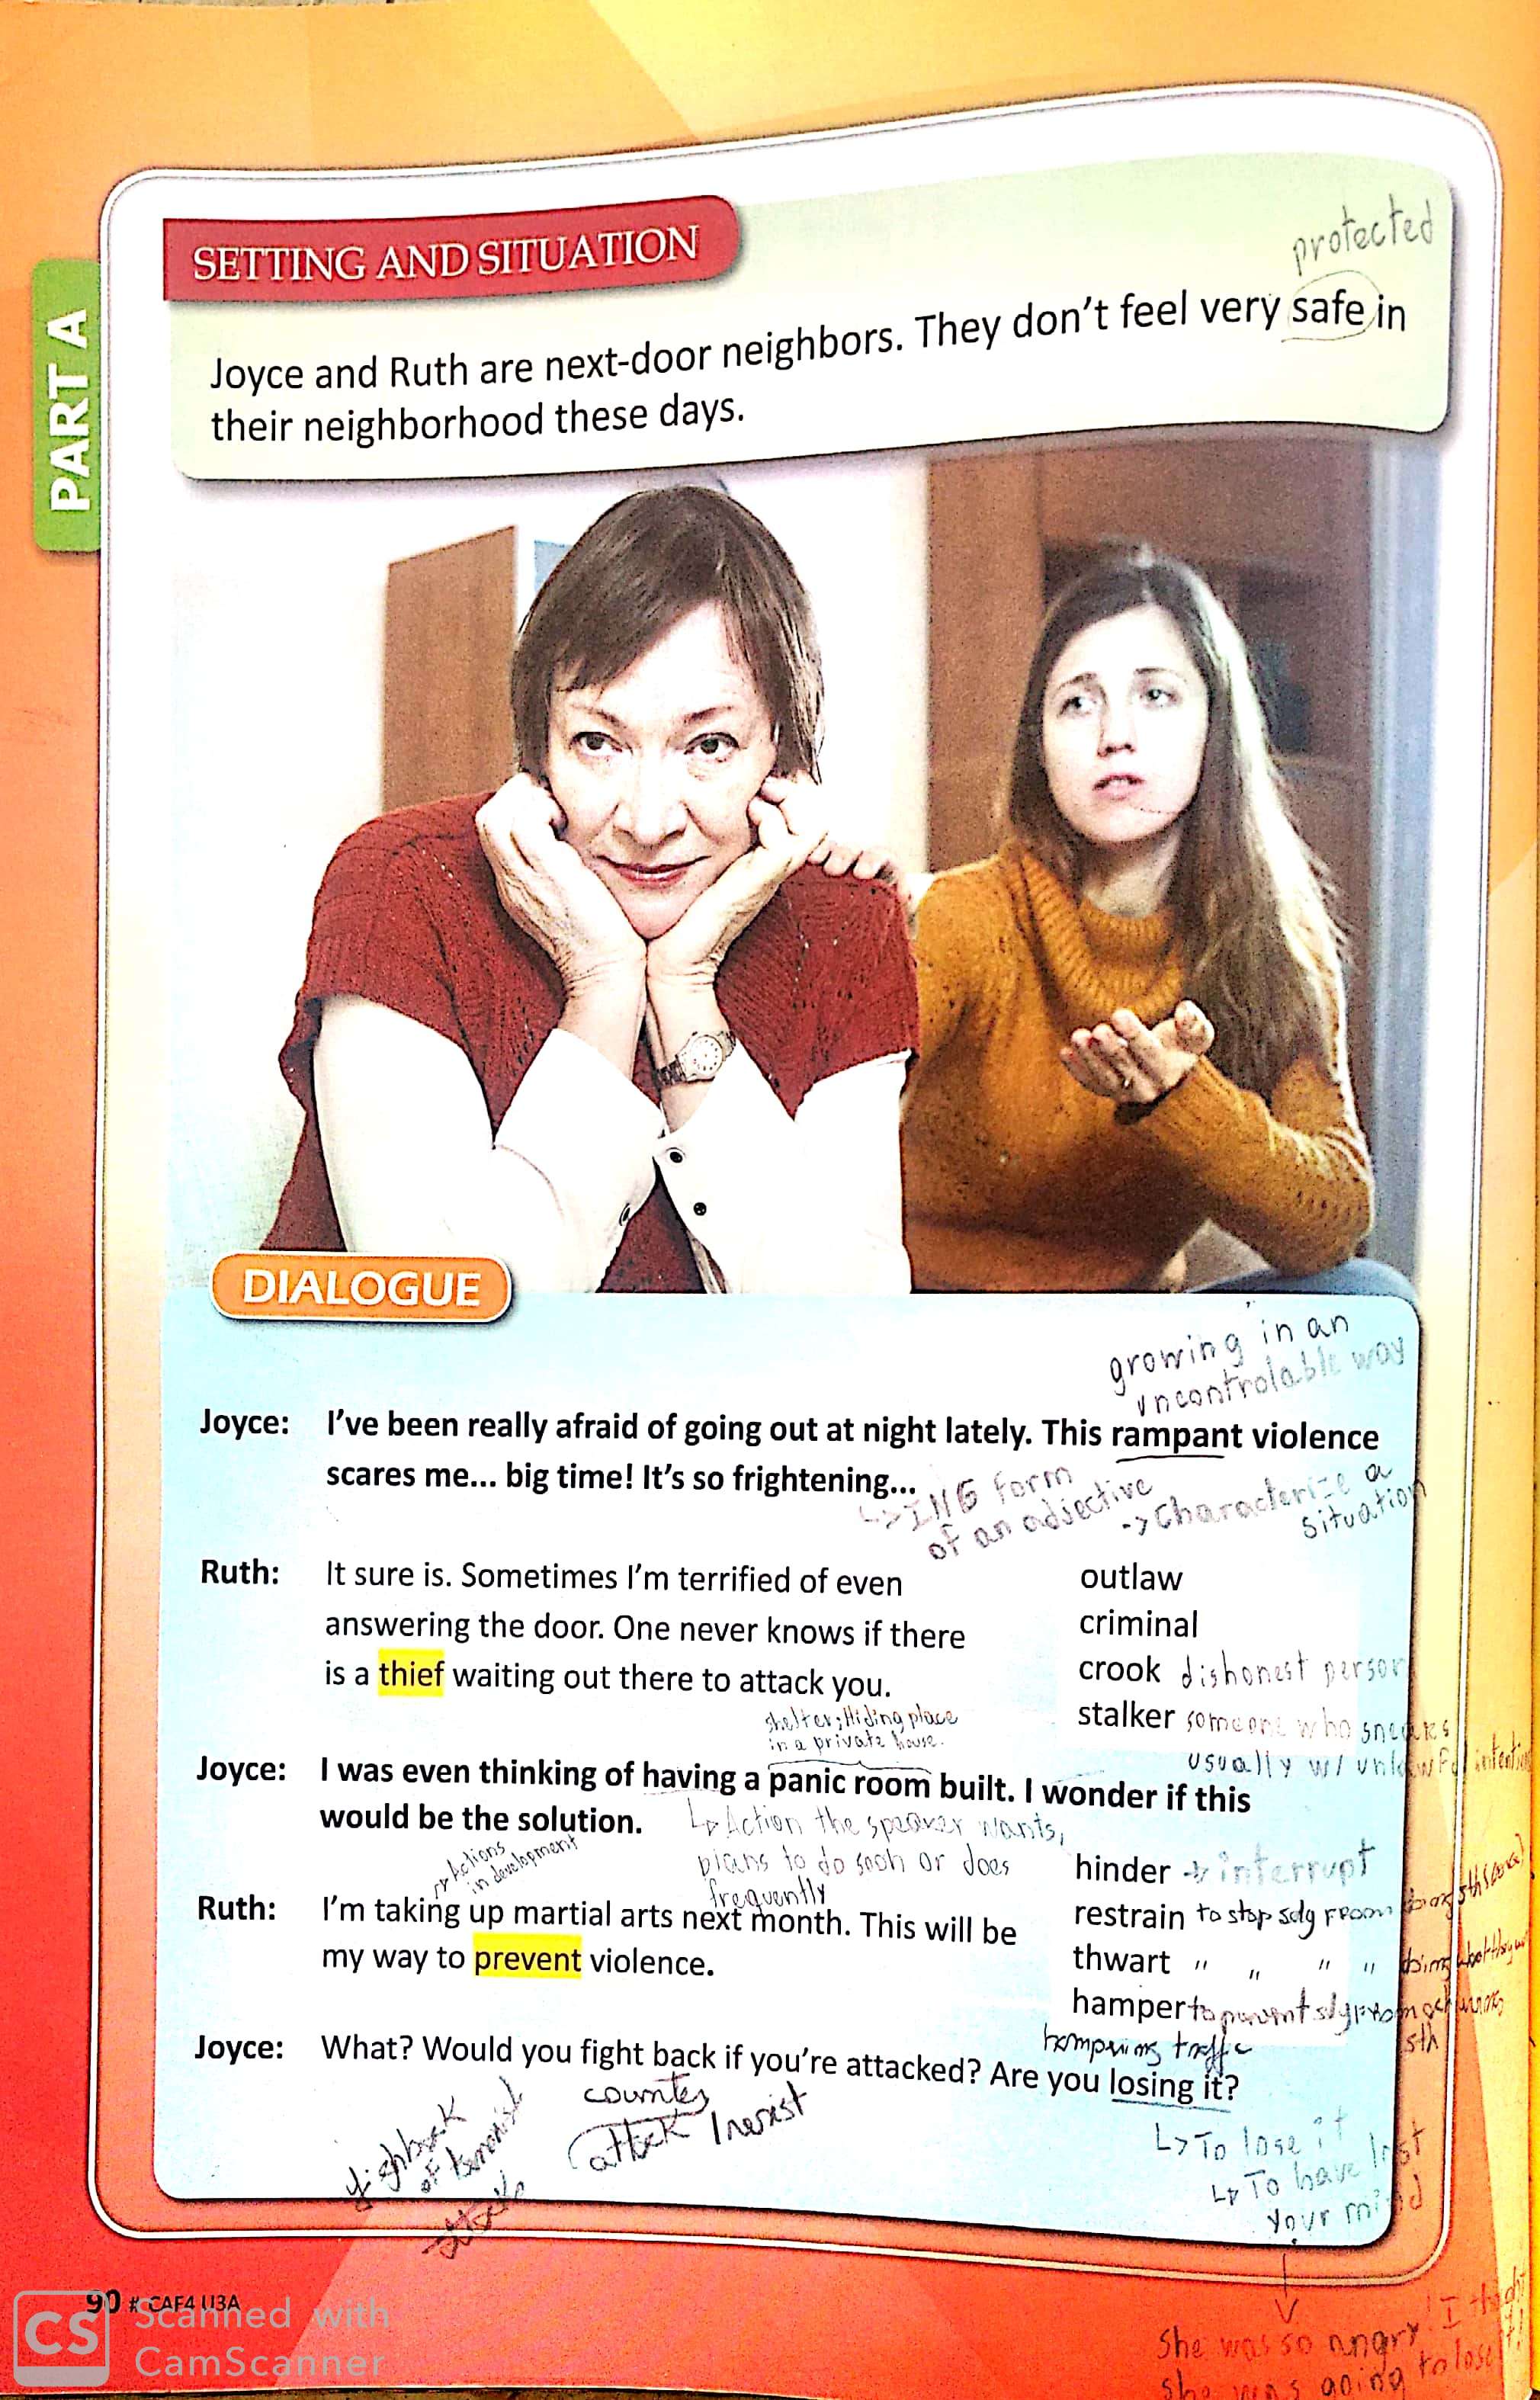 PART A
SETTING AND SITUATION
protected
Joyce and Ruth are next-door neighbors. They don't feel very safe in
their neighborhood these days.
DIALOGUE
growing in an
uncontrolable way
Joyce: I've been really afraid of going out at night lately. This rampant violence
scares me... big time! It's so frightening...
↳ ING form
of an adjective
-> Characterize a
situation
Ruth: It sure is. Sometimes I'm terrified of even
answering the door. One never knows if there
is a thief waiting out there to attack you.
outlaw
criminal
crook dishonest person
stalker someone who sneaks
usually w/ unlawful intentions
shelter; Hiding place
in a private house.
Joyce: I was even thinking of having a panic room built. I wonder if this
would be the solution.
↳ Action the speaker wants,
plans to do soon or does
frequently
Actions
in development
Ruth: I'm taking up martial arts next month. This will be
my way to prevent violence.
hinder → interrupt
restrain to stop sdy FROM doing sth
thwart " " " " doing what they
hamper to prevent sdy from
sth
hampering traffic
Joyce: What? Would you fight back if you're attacked? Are you losing it?
counter
attack / resist
fighback
of
attack
↳ To lose it
↳ To have lost
your mind
She was so angry! I thought
she was going to lose it!
90 # CAF4 U3A
CS Scanned with
CamScanner